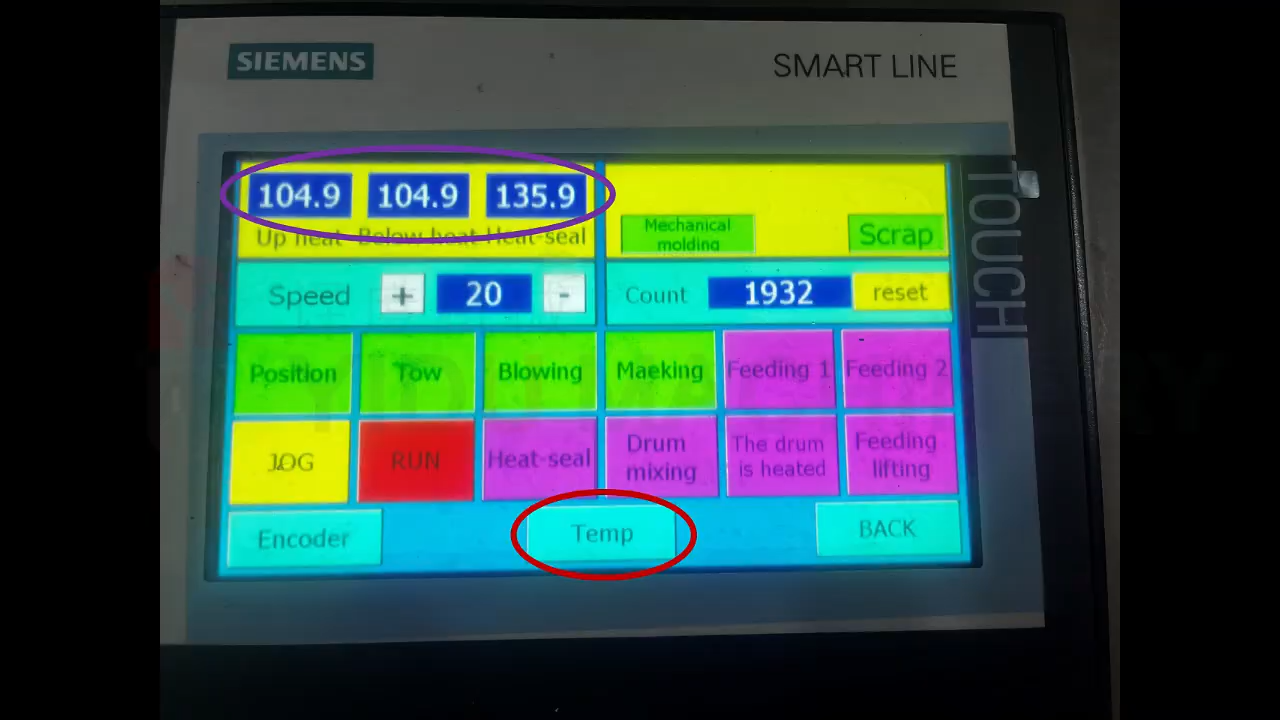 SIEMENS
SMART LINE
TOUCH
104.9 104.9 135.9
Up heat Below heat Heat-seal
Mechanical
molding
Scrap
Speed + 20 -
Count 1932 reset
Position Tow Blowing Maeking Feeding 1 Feeding 2
JOG RUN Heat-seal
Drum
mixing
The drum
is heated
Feeding
lifting
Encoder Temp BACK